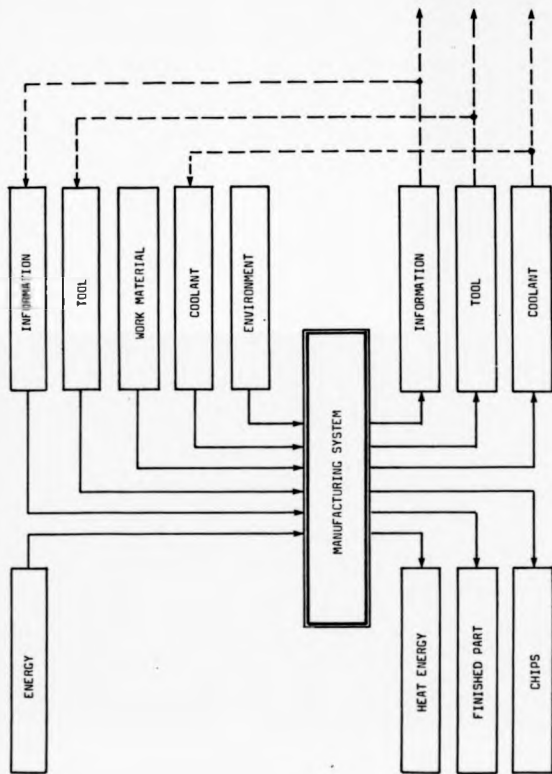 ENERGY
INFORMATION
TOOL
WORK MATERIAL
COOLANT
ENVIRONMENT
MANUFACTURING SYSTEM
HEAT ENERGY
FINISHED PART
CHIPS
INFORMATION
TOOL
COOLANT